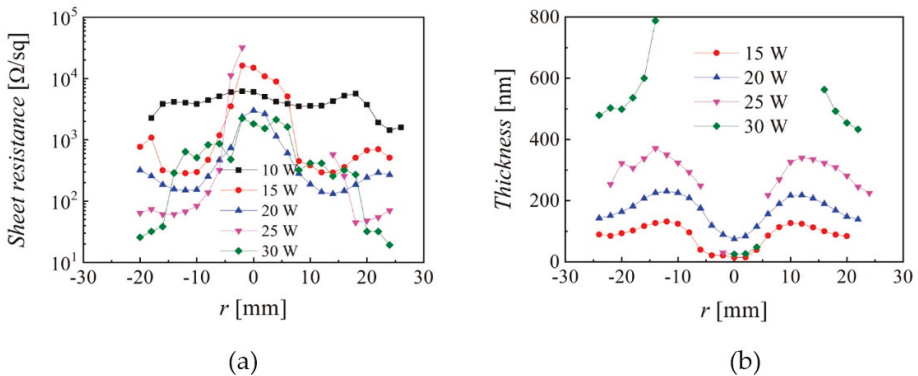 10⁵
10⁴
10³
10²
10¹
Sheet resistance [Ω/sq]
10 W
15 W
20 W
25 W
30 W
-30 -20 -10 0 10 20 30
r [mm]
(a)
800
600
400
200
0
Thickness [nm]
15 W
20 W
25 W
30 W
-30 -20 -10 0 10 20 30
r [mm]
(b)